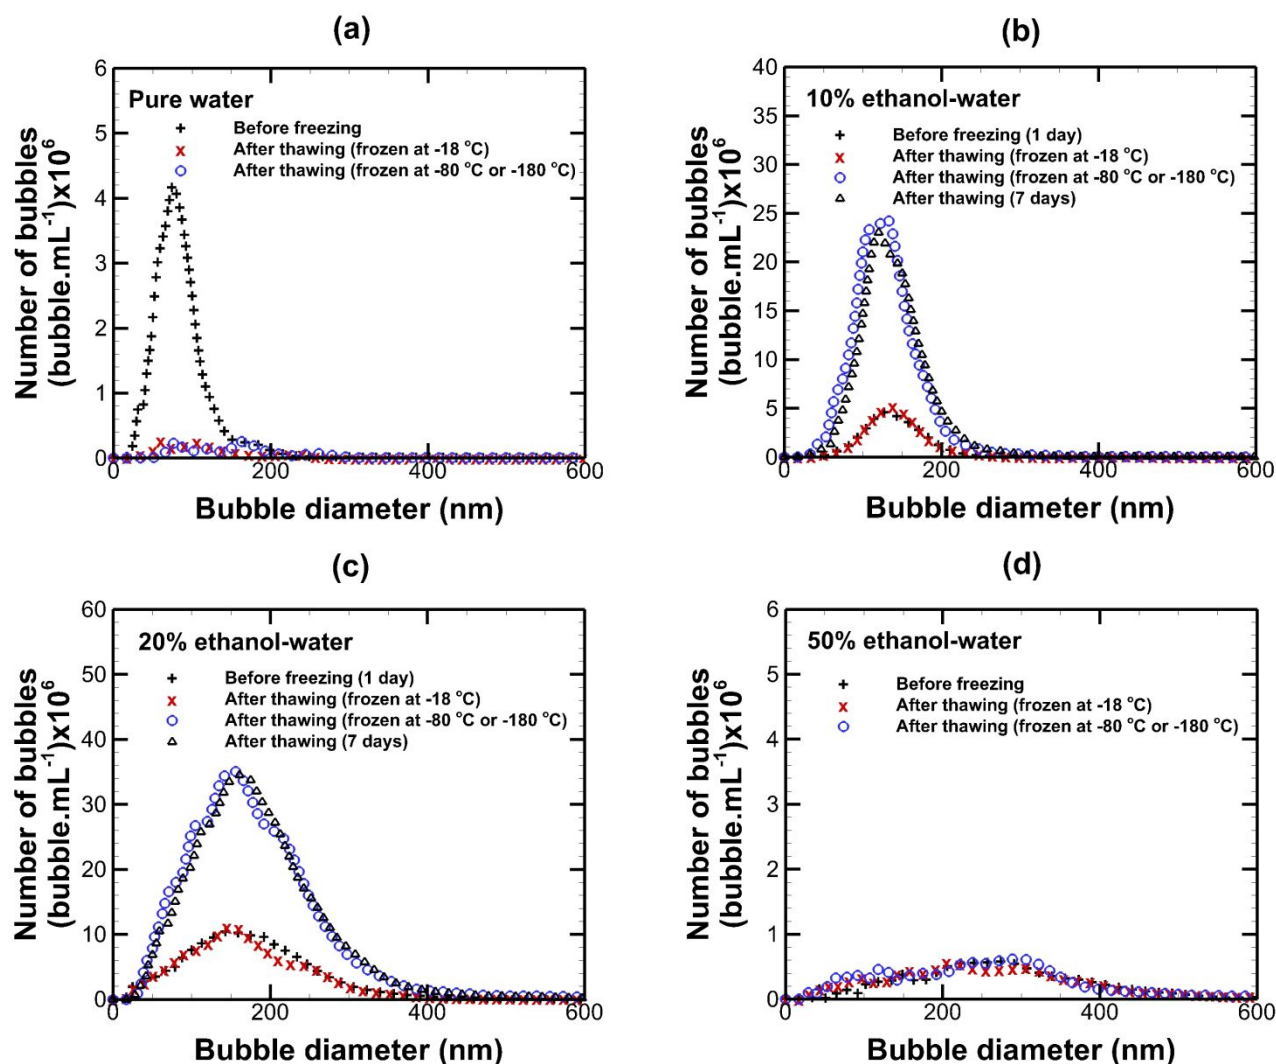 (a)
Number of bubbles
(bubble.mL⁻¹)x10⁶
6
5
4
3
2
1
0
Pure water
Before freezing
After thawing (frozen at -18 °C)
After thawing (frozen at -80 °C or -180 °C)
0 200 400 600
Bubble diameter (nm)
(b)
Number of bubbles
(bubble.mL⁻¹)x10⁶
40
35
30
25
20
15
10
5
0
10% ethanol-water
Before freezing (1 day)
After thawing (frozen at -18 °C)
After thawing (frozen at -80 °C or -180 °C)
After thawing (7 days)
0 200 400 600
Bubble diameter (nm)
(c)
Number of bubbles
(bubble.mL⁻¹)x10⁶
60
50
40
30
20
10
0
20% ethanol-water
Before freezing (1 day)
After thawing (frozen at -18 °C)
After thawing (frozen at -80 °C or -180 °C)
After thawing (7 days)
0 200 400 600
Bubble diameter (nm)
(d)
Number of bubbles
(bubble.mL⁻¹)x10⁶
6
5
4
3
2
1
0
50% ethanol-water
Before freezing
After thawing (frozen at -18 °C)
After thawing (frozen at -80 °C or -180 °C)
0 200 400 600
Bubble diameter (nm)